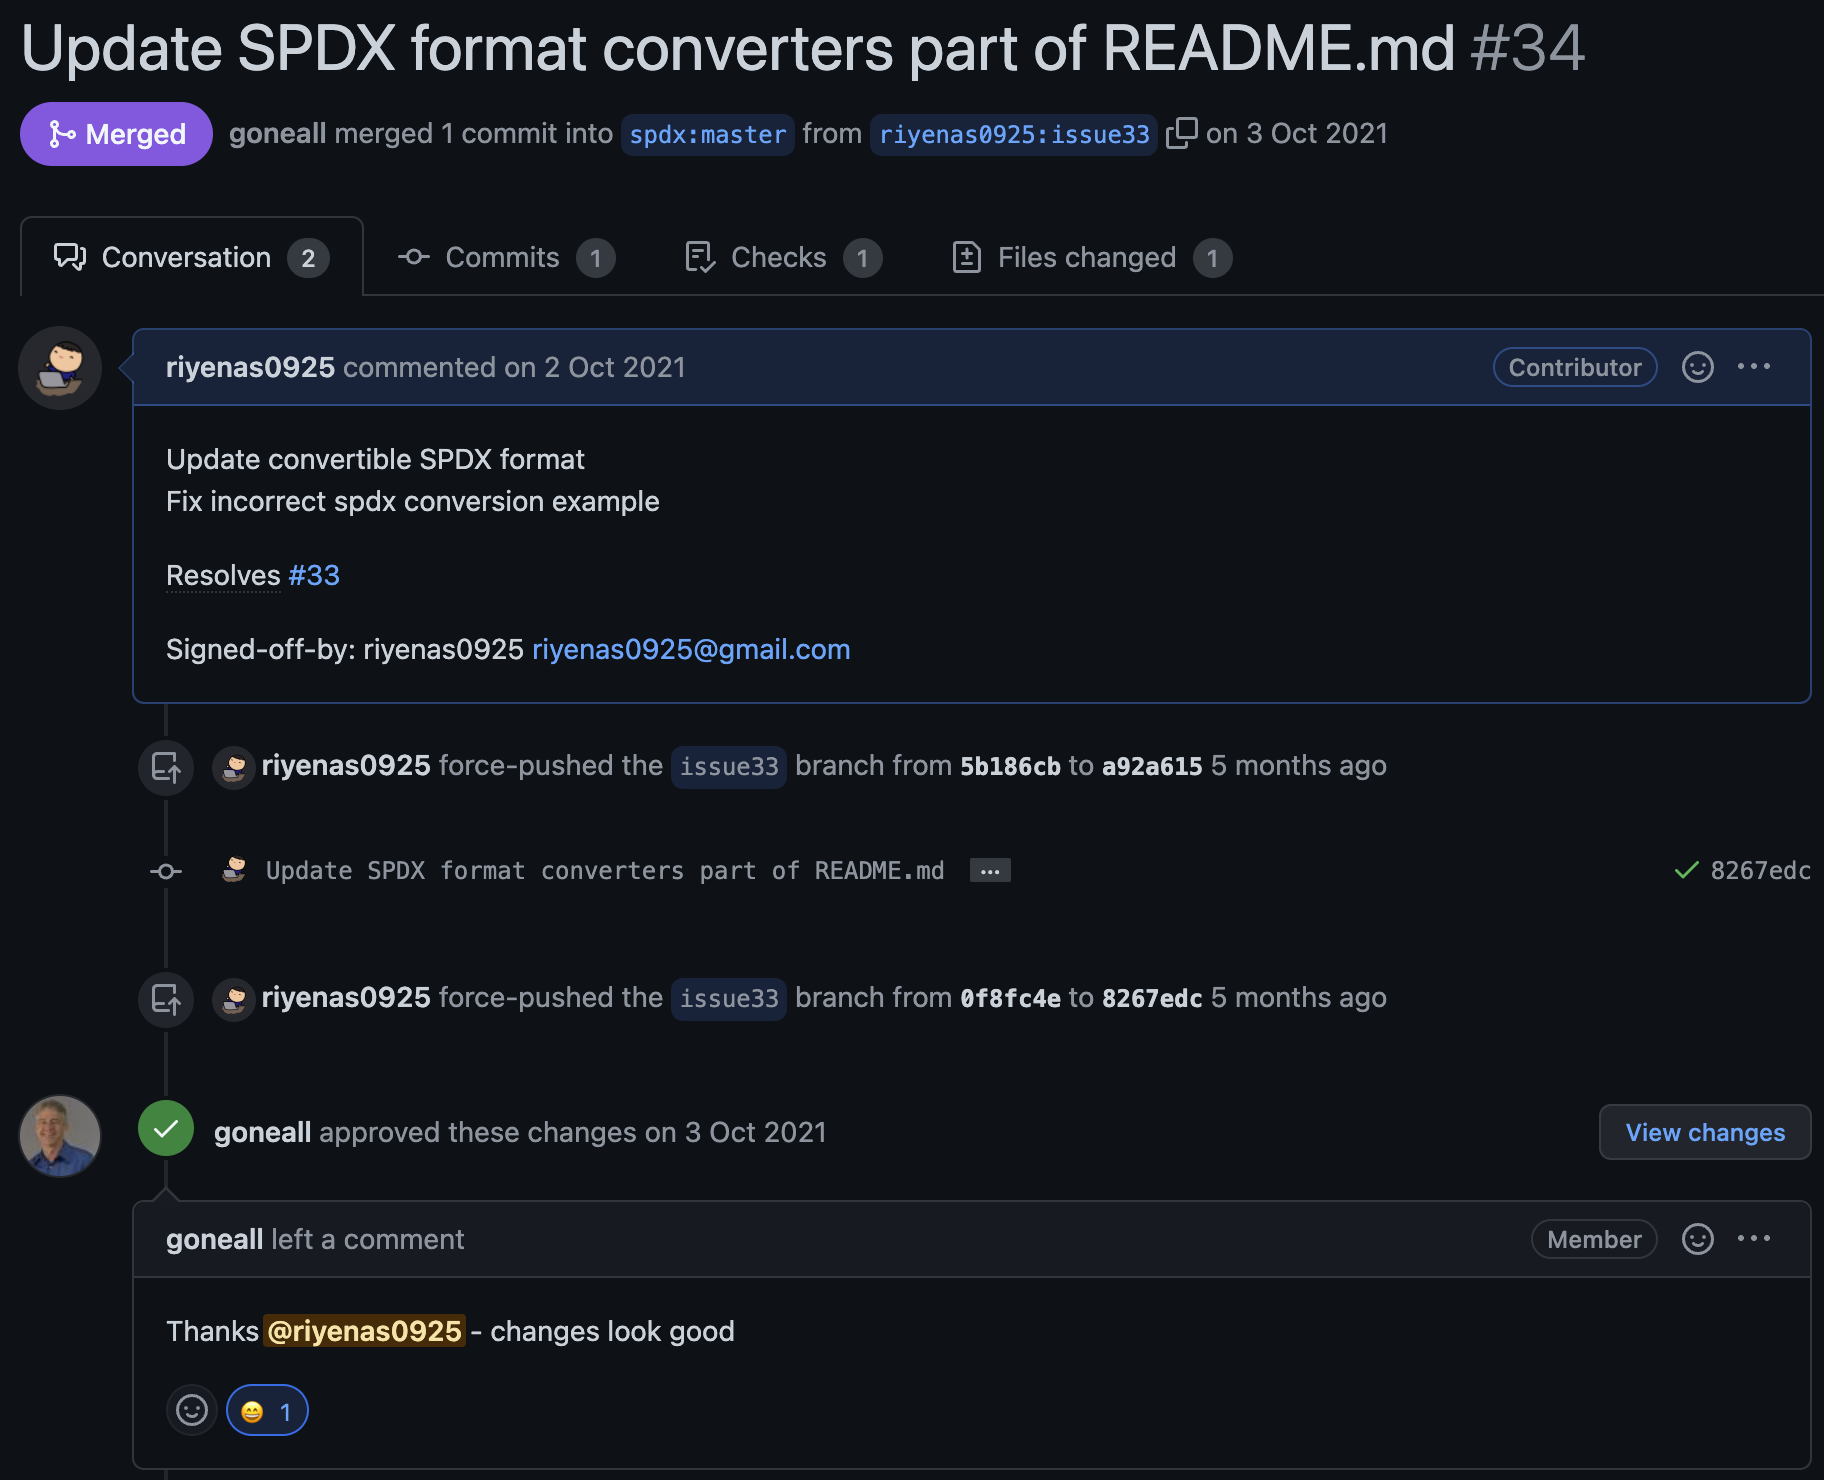 Update SPDX format converters part of README.md #34
Merged goneall merged 1 commit into spdx:master from riyenas0925:issue33 on 3 Oct 2021
Conversation 2 Commits 1 Checks 1 Files changed 1
riyenas0925 commented on 2 Oct 2021 Contributor
Update convertible SPDX format
Fix incorrect spdx conversion example
Resolves #33
Signed-off-by: riyenas0925 riyenas0925@gmail.com
riyenas0925 force-pushed the issue33 branch from 5b186cb to a92a615 5 months ago
Update SPDX format converters part of README.md ... 8267edc
riyenas0925 force-pushed the issue33 branch from 0f8fc4e to 8267edc 5 months ago
goneall approved these changes on 3 Oct 2021 View changes
goneall left a comment Member
Thanks @riyenas0925 - changes look good
😄 1